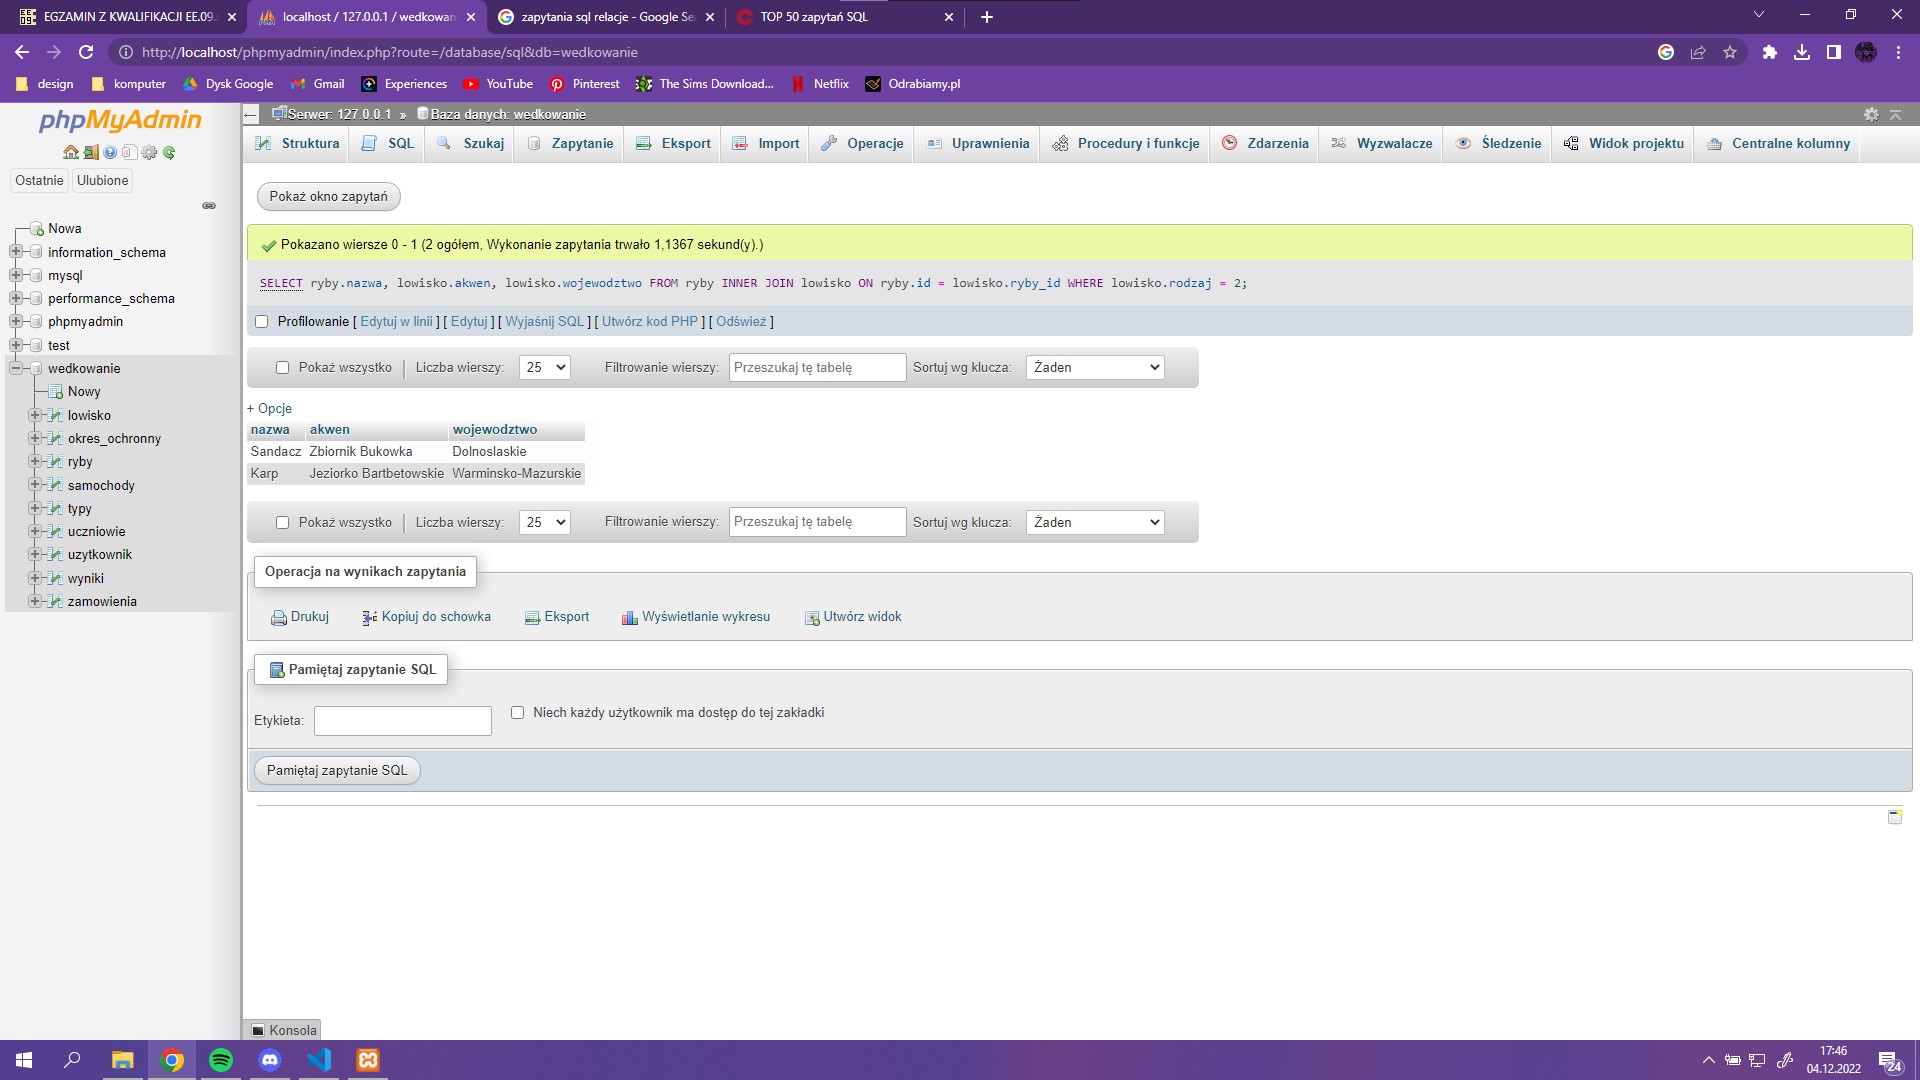 EGZAMIN Z KWALIFIKACJI EE.09.
localhost / 127.0.0.1 / wedkowan
zapytania sql relacje - Google Se
TOP 50 zapytań SQL
http://localhost/phpmyadmin/index.php?route=/database/sql&db=wedkowanie
design
komputer
Dysk Google
Gmail
Experiences
YouTube
Pinterest
The Sims Download...
Netflix
Odrabiamy.pl
phpMyAdmin
Ostatnie
Ulubione
Nowa
information_schema
mysql
performance_schema
phpmyadmin
test
wedkowanie
Nowy
lowisko
okres_ochronny
ryby
samochody
typy
uczniowie
uzytkownik
wyniki
zamowienia
Serwer: 127.0.0.1 » Baza danych: wedkowanie
Struktura
SQL
Szukaj
Zapytanie
Eksport
Import
Operacje
Uprawnienia
Procedury i funkcje
Zdarzenia
Wyzwalacze
Śledzenie
Widok projektu
Centralne kolumny
Pokaż okno zapytań
Pokazano wiersze 0 - 1 (2 ogółem, Wykonanie zapytania trwało 1,1367 sekund(y).)
SELECT ryby.nazwa, lowisko.akwen, lowisko.wojewodztwo FROM ryby INNER JOIN lowisko ON ryby.id = lowisko.ryby_id WHERE lowisko.rodzaj = 2;
Profilowanie [ Edytuj w linii ] [ Edytuj ] [ Wyjaśnij SQL ] [ Utwórz kod PHP ] [ Odśwież ]
Pokaż wszystko | Liczba wierszy: 25 Filtrowanie wierszy: Przeszukaj tę tabelę Sortuj wg klucza: Żaden
+ Opcje
nazwa akwen wojewodztwo
Sandacz Zbiornik Bukowka Dolnoslaskie
Karp Jeziorko Bartbetowskie Warminsko-Mazurskie
Pokaż wszystko | Liczba wierszy: 25 Filtrowanie wierszy: Przeszukaj tę tabelę Sortuj wg klucza: Żaden
Operacja na wynikach zapytania
Drukuj Kopiuj do schowka Eksport Wyświetlanie wykresu Utwórz widok
Pamiętaj zapytanie SQL
Etykieta: Niech każdy użytkownik ma dostęp do tej zakładki
Pamiętaj zapytanie SQL
Konsola
17:46
04.12.2022
24